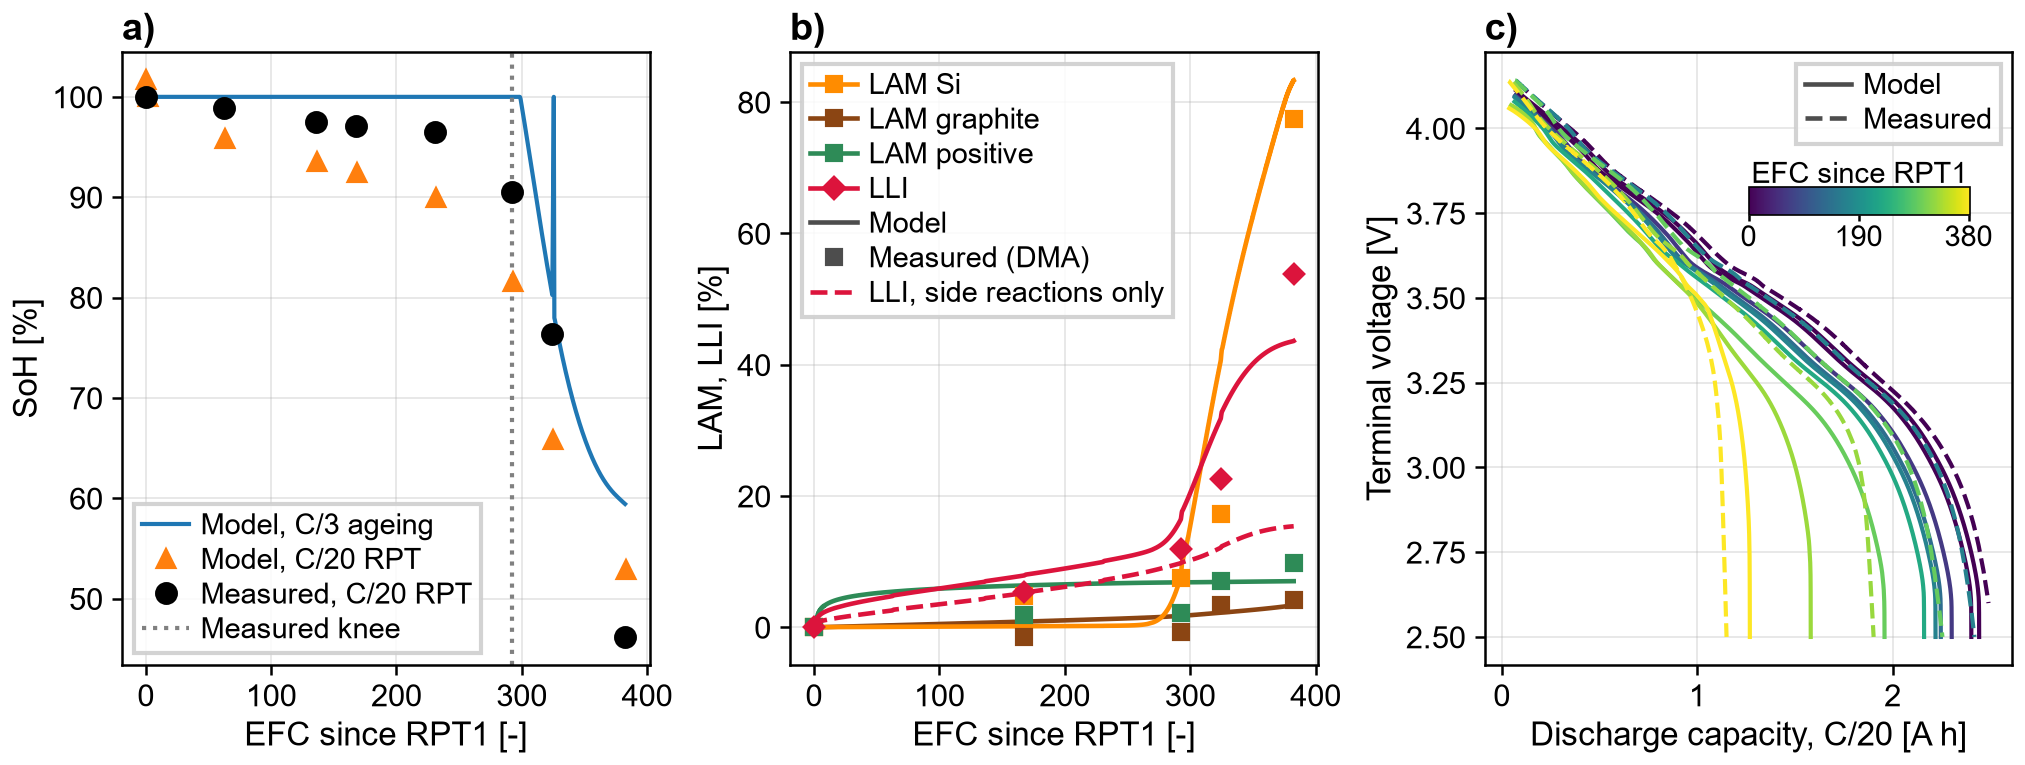 a)
SoH [%]
100
90
80
70
60
50
Model, C/3 ageing
Model, C/20 RPT
Measured, C/20 RPT
Measured knee
0
100
200
300
400
EFC since RPT1 [-]
b)
LAM, LLI [%]
80
60
40
20
0
LAM Si
LAM graphite
LAM positive
LLI
Model
Measured (DMA)
LLI, side reactions only
0
100
200
300
400
EFC since RPT1 [-]
c)
Terminal voltage [V]
4.00
3.75
3.50
3.25
3.00
2.75
2.50
Model
Measured
EFC since RPT1
0
190
380
0
1
2
Discharge capacity, C/20 [A h]